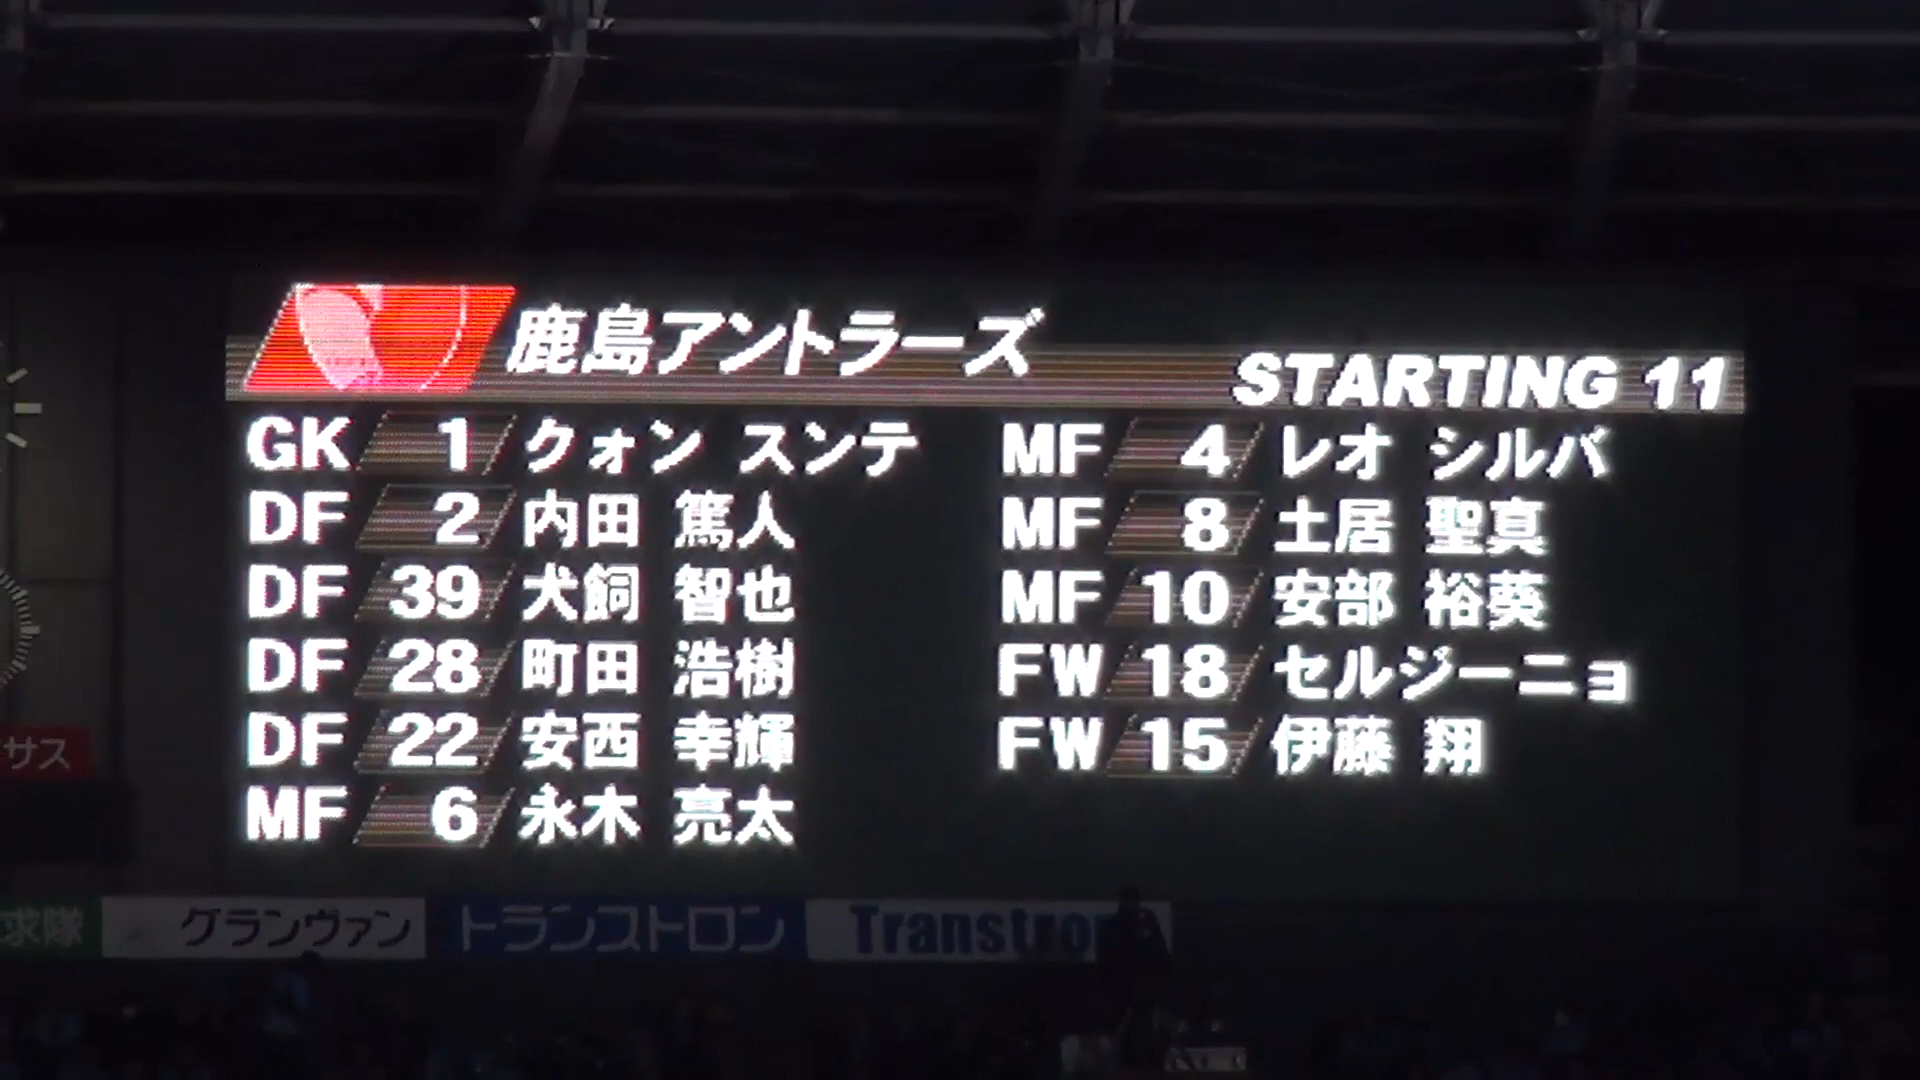 鹿島アントラーズ
STARTING 11
GK 1 クォン スンテ
DF 2 内田 篤人
DF 39 犬飼 智也
DF 28 町田 浩樹
DF 22 安西 幸輝
MF 6 永木 亮太
MF 4 レオ シルバ
MF 8 土居 聖真
MF 10 安部 裕葵
FW 18 セルジーニョ
FW 15 伊藤 翔
サス
求隊
グランヴァン
トランストロン